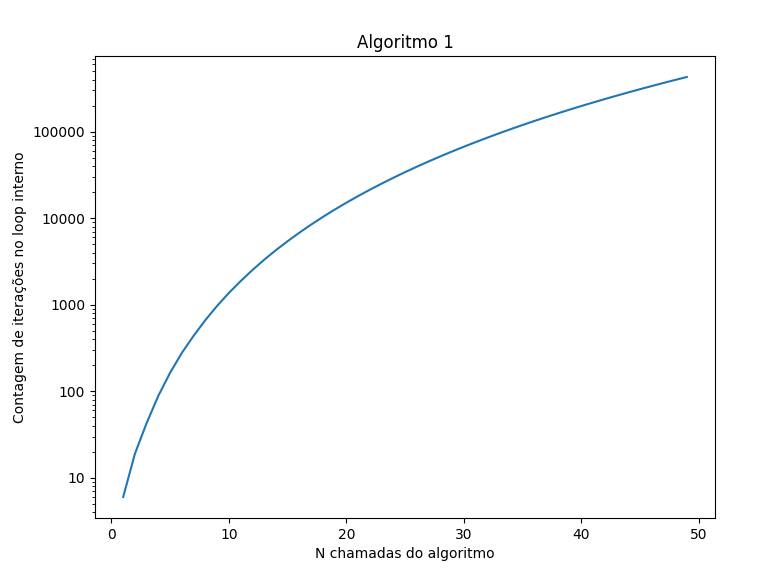 Algoritmo 1
Contagem de iterações no loop interno
100000
10000
1000
100
10
0 10 20 30 40 50
N chamadas do algoritmo